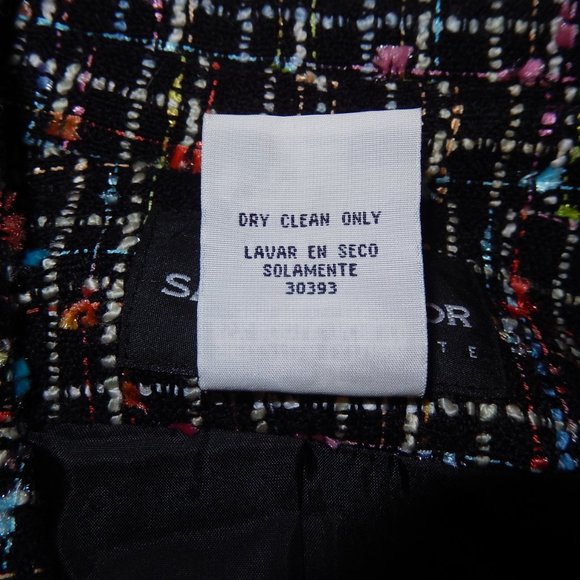 DRY CLEAN ONLY
LAVAR EN SECO
SOLAMENTE
30393